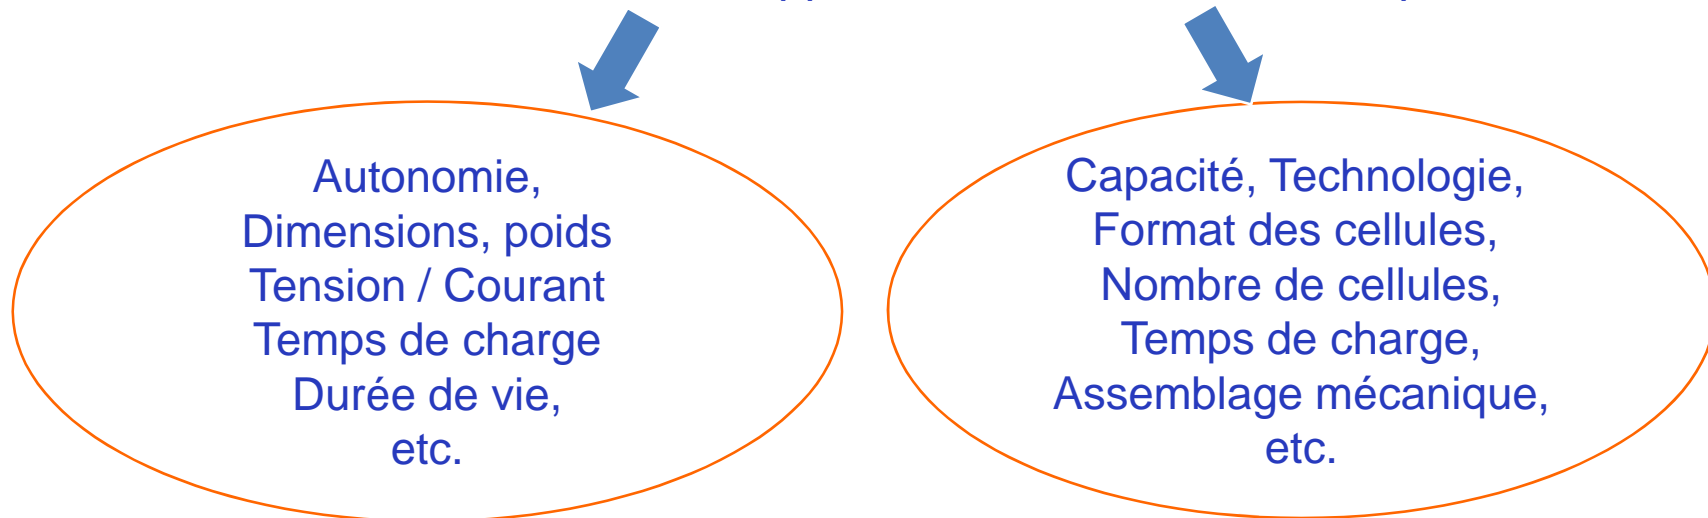 Autonomie,
Dimensions, poids
Tension / Courant
Temps de charge
Durée de vie,
etc.
Capacité, Technologie,
Format des cellules,
Nombre de cellules,
Temps de charge,
Assemblage mécanique,
etc.